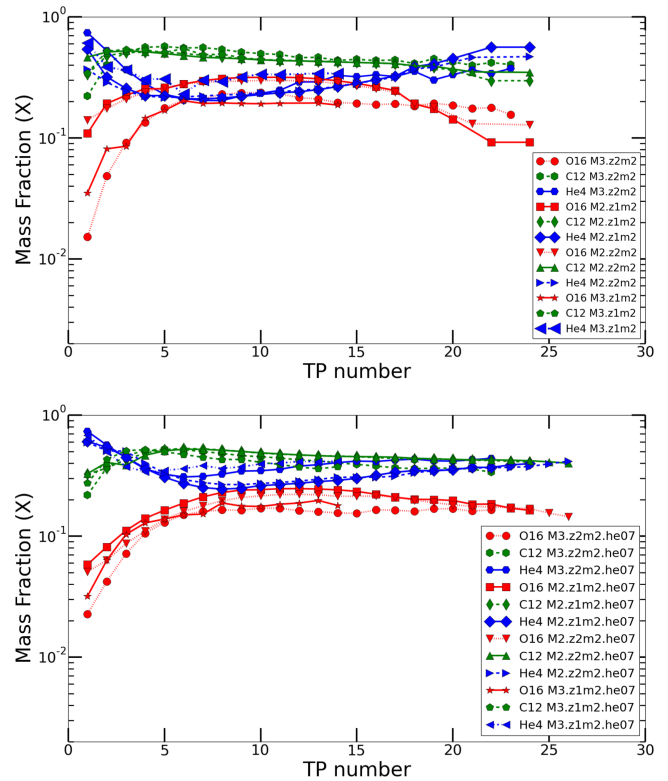 10^0
10^-1
10^-2
Mass Fraction (X)
O16 M3.z2m2
C12 M3.z2m2
He4 M3.z2m2
O16 M2.z1m2
C12 M2.z1m2
He4 M2.z1m2
O16 M2.z2m2
C12 M2.z2m2
He4 M2.z2m2
O16 M3.z1m2
C12 M3.z1m2
He4 M3.z1m2
0 5 10 15 20 25 30
TP number
10^0
10^-1
10^-2
Mass Fraction (X)
O16 M3.z2m2.he07
C12 M3.z2m2.he07
He4 M3.z2m2.he07
O16 M2.z1m2.he07
C12 M2.z1m2.he07
He4 M2.z1m2.he07
O16 M2.z2m2.he07
C12 M2.z2m2.he07
He4 M2.z2m2.he07
O16 M3.z1m2.he07
C12 M3.z1m2.he07
He4 M3.z1m2.he07
0 5 10 15 20 25 30
TP number